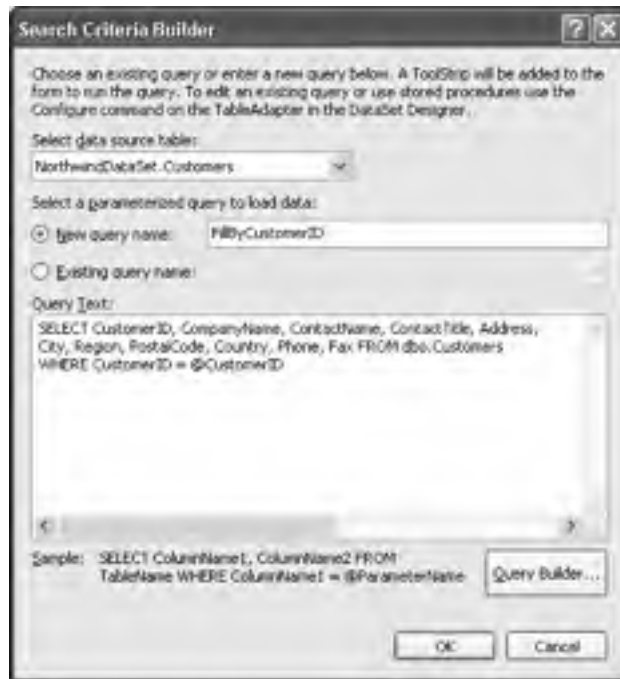 Search Criteria Builder
Choose an existing query or enter a new query below. A ToolStrip will be added to the
form to run the query. To edit an existing query or use stored procedures use the
Configure command on the TableAdapter in the DataSet Designer.
Select data source table:
NorthwindDataSet.Customers
Select a parameterized query to load data:
New query name: FillByCustomerID
Existing query name:
Query Text:
SELECT CustomerID, CompanyName, ContactName, ContactTitle, Address,
City, Region, PostalCode, Country, Phone, Fax FROM dbo.Customers
WHERE CustomerID = @CustomerID
Sample: SELECT ColumnName1, ColumnName2 FROM
TableName WHERE ColumnName1 = @ParameterName
Query Builder...
OK Cancel